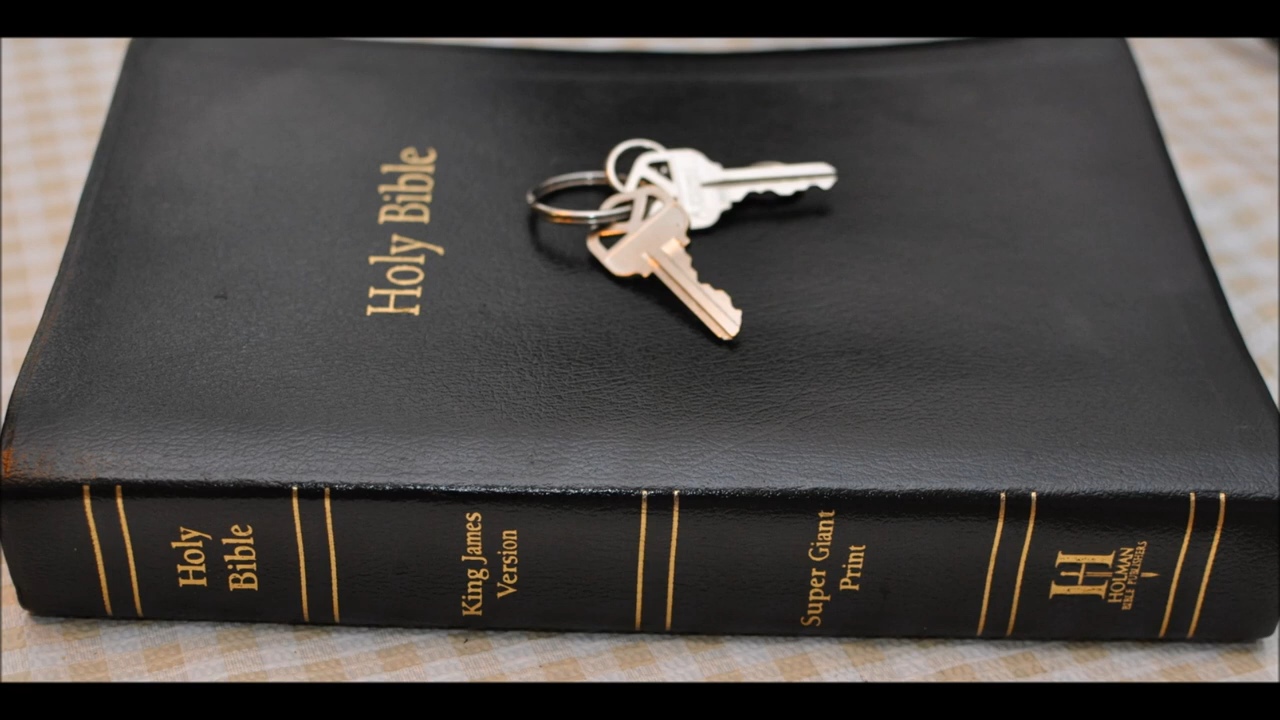 Holy Bible
Holy
Bible
King James
Version
Super Giant
Print
HOLMAN
BIBLE PUBLISHERS